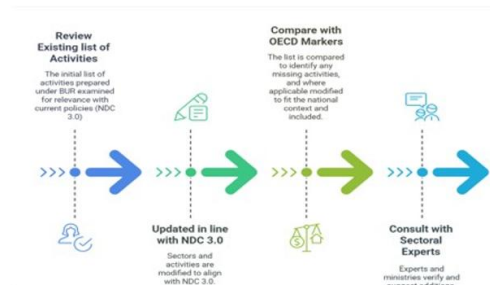 Review
Existing list of
Activities
The initial list of
activities prepared
under BUR examined
for relevance with
current policies (NDC
3.0)
Updated in line
with NDC 3.0
Sectors and
activities are
modified to align
with NDC 3.0.
Compare with
OECD Markers
The list is compared
to identify any
missing activities, and
where
applicable modified
to fit the national
context and
included.
Consult with
Sectoral
Experts
Experts and
ministries verify and